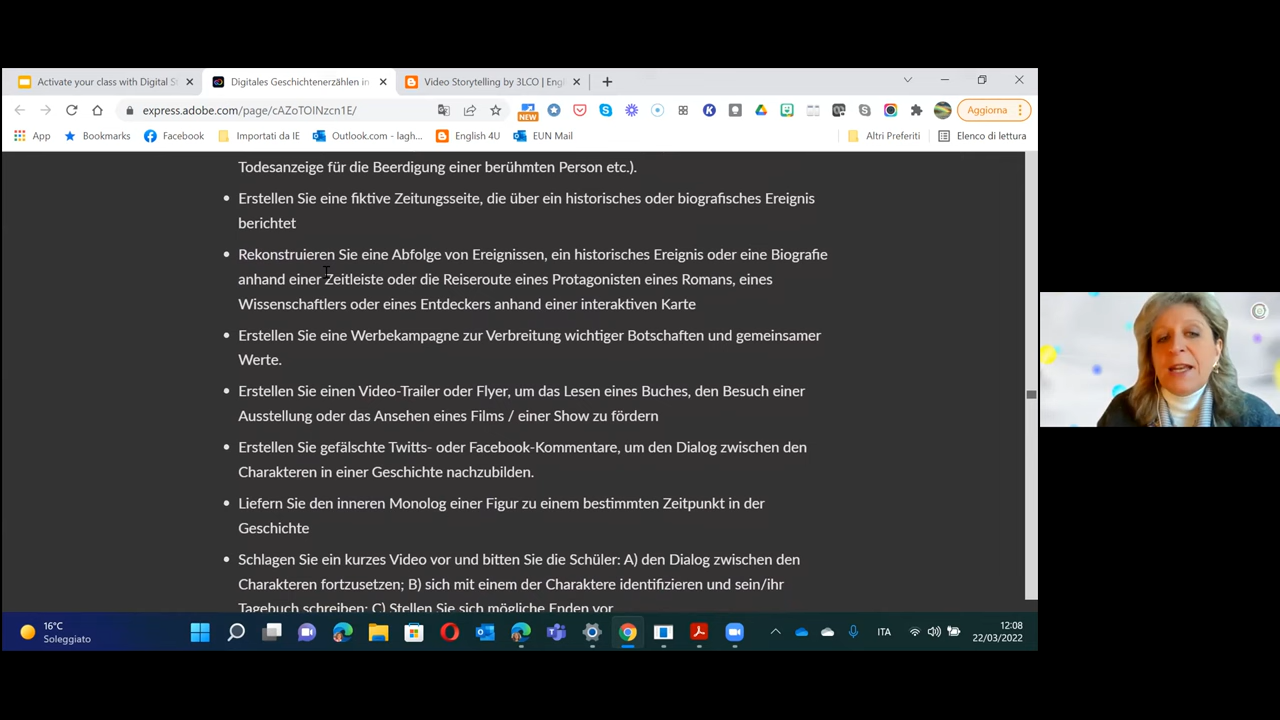 Activate your class with Digital S
Digitales Geschichtenerzählen in
Video Storytelling by 3LCO | Engl
express.adobe.com/page/cAZoTOINzcn1E/
NEW
Aggiorna
App
Bookmarks
Facebook
Importati da IE
Outlook.com - lagh...
English 4U
EUN Mail
Altri Preferiti
Elenco di lettura
Todesanzeige für die Beerdigung einer berühmten Person etc.).
• Erstellen Sie eine fiktive Zeitungsseite, die über ein historisches oder biografisches Ereignis
berichtet
• Rekonstruieren Sie eine Abfolge von Ereignissen, ein historisches Ereignis oder eine Biografie
anhand einer Zeitleiste oder die Reiseroute eines Protagonisten eines Romans, eines
Wissenschaftlers oder eines Entdeckers anhand einer interaktiven Karte
• Erstellen Sie eine Werbekampagne zur Verbreitung wichtiger Botschaften und gemeinsamer
Werte.
• Erstellen Sie einen Video-Trailer oder Flyer, um das Lesen eines Buches, den Besuch einer
Ausstellung oder das Ansehen eines Films / einer Show zu fördern
• Erstellen Sie gefälschte Twitts- oder Facebook-Kommentare, um den Dialog zwischen den
Charakteren in einer Geschichte nachzubilden.
• Liefern Sie den inneren Monolog einer Figur zu einem bestimmten Zeitpunkt in der
Geschichte
• Schlagen Sie ein kurzes Video vor und bitten Sie die Schüler: A) den Dialog zwischen den
Charakteren fortzusetzen; B) sich mit einem der Charaktere identifizieren und sein/ihr
Tagebuch schreiben; C) Stellen Sie sich mögliche Enden vor
16°C
Soleggiato
ITA
12:08
22/03/2022